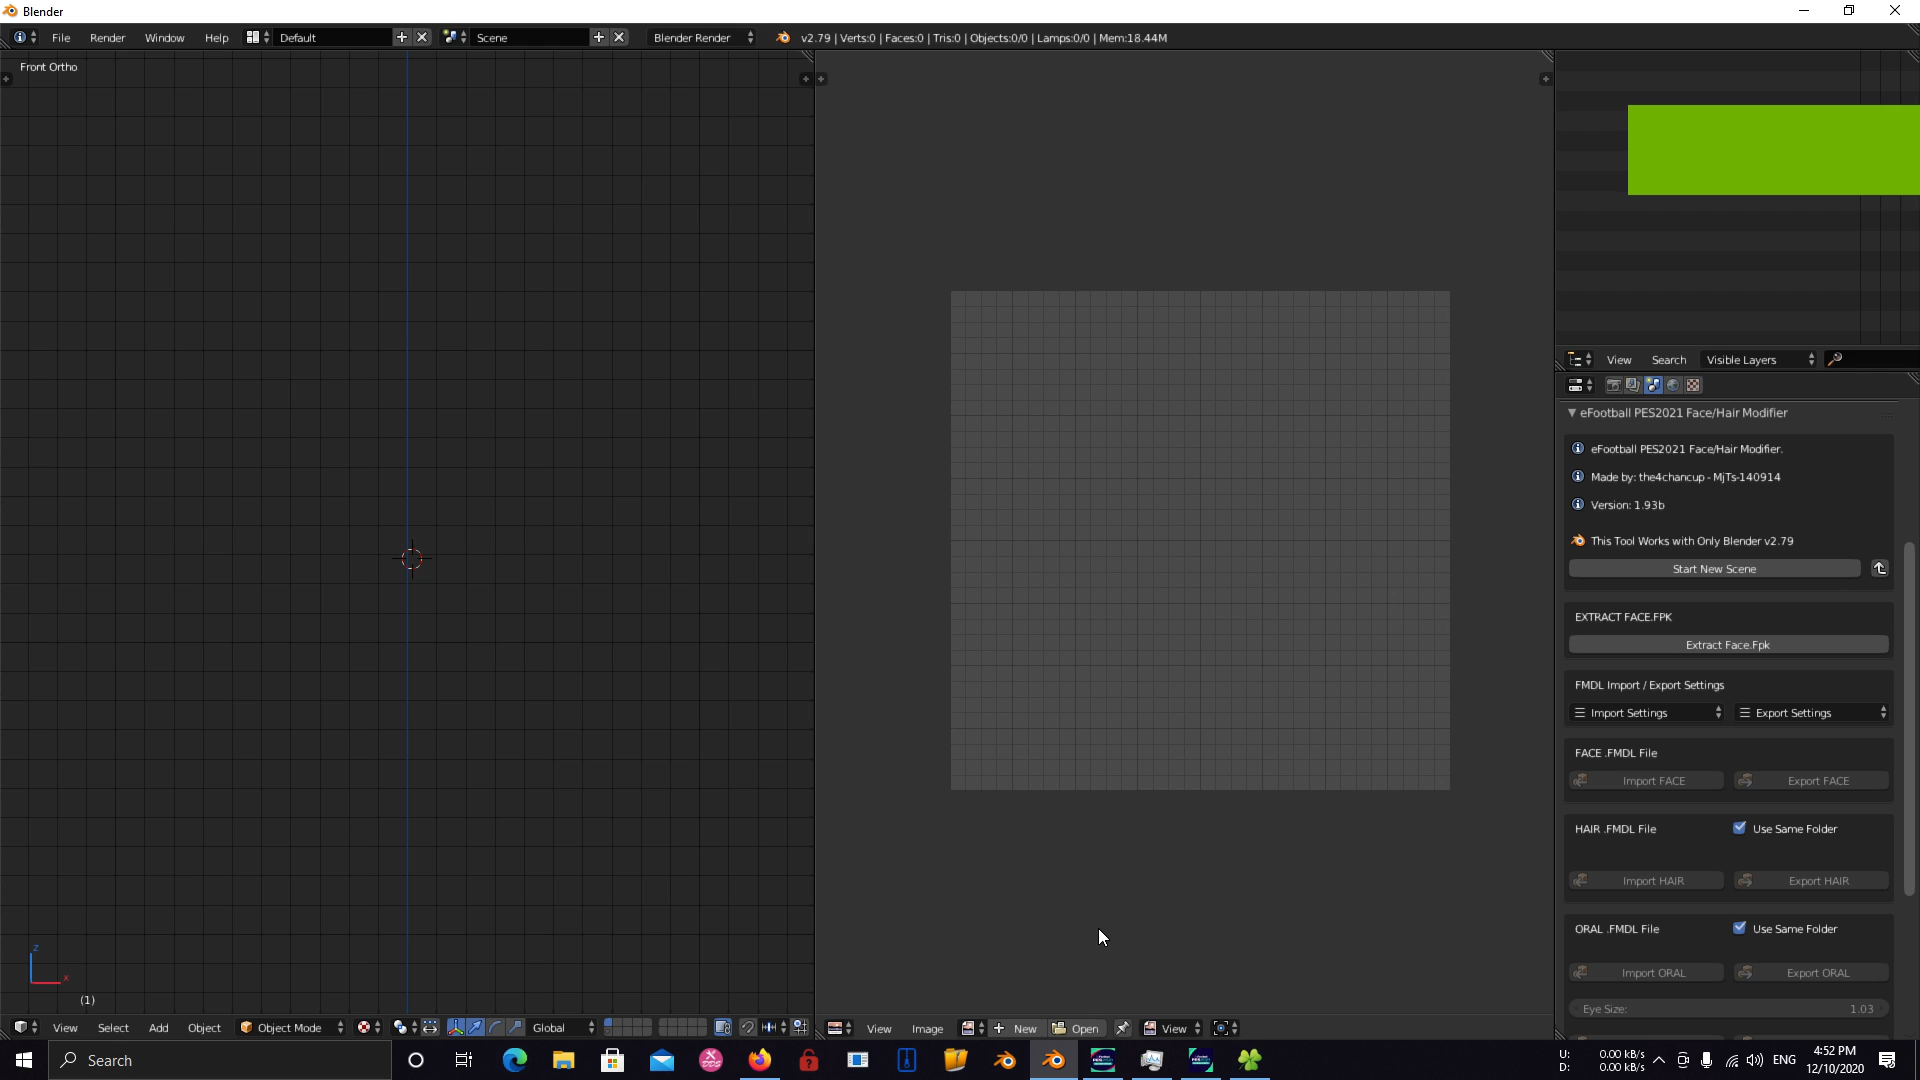 Blender
File Render Window Help Default Scene Blender Render v2.79 | Verts:0 | Faces:0 | Tris:0 | Objects:0/0 | Lamps:0/0 | Mem:18.44M
Front Ortho
View Search Visible Layers
eFootball PES2021 Face/Hair Modifier
eFootball PES2021 Face/Hair Modifier.
Made by: the4chancup - MjTs-140914
Version: 1.93b
This Tool Works with Only Blender v2.79
Start New Scene
EXTRACT FACE.FPK
Extract Face.Fpk
FMDL Import / Export Settings
Import Settings Export Settings
FACE .FMDL File
Import FACE Export FACE
HAIR .FMDL File Use Same Folder
Import HAIR Export HAIR
ORAL .FMDL File Use Same Folder
Import ORAL Export ORAL
Eye Size: 1.03
z
x
(1)
View Select Add Object Object Mode Global
View Image New Open View
Search
U: 0.00 kB/s
D: 0.00 kB/s
ENG
4:52 PM
12/10/2020